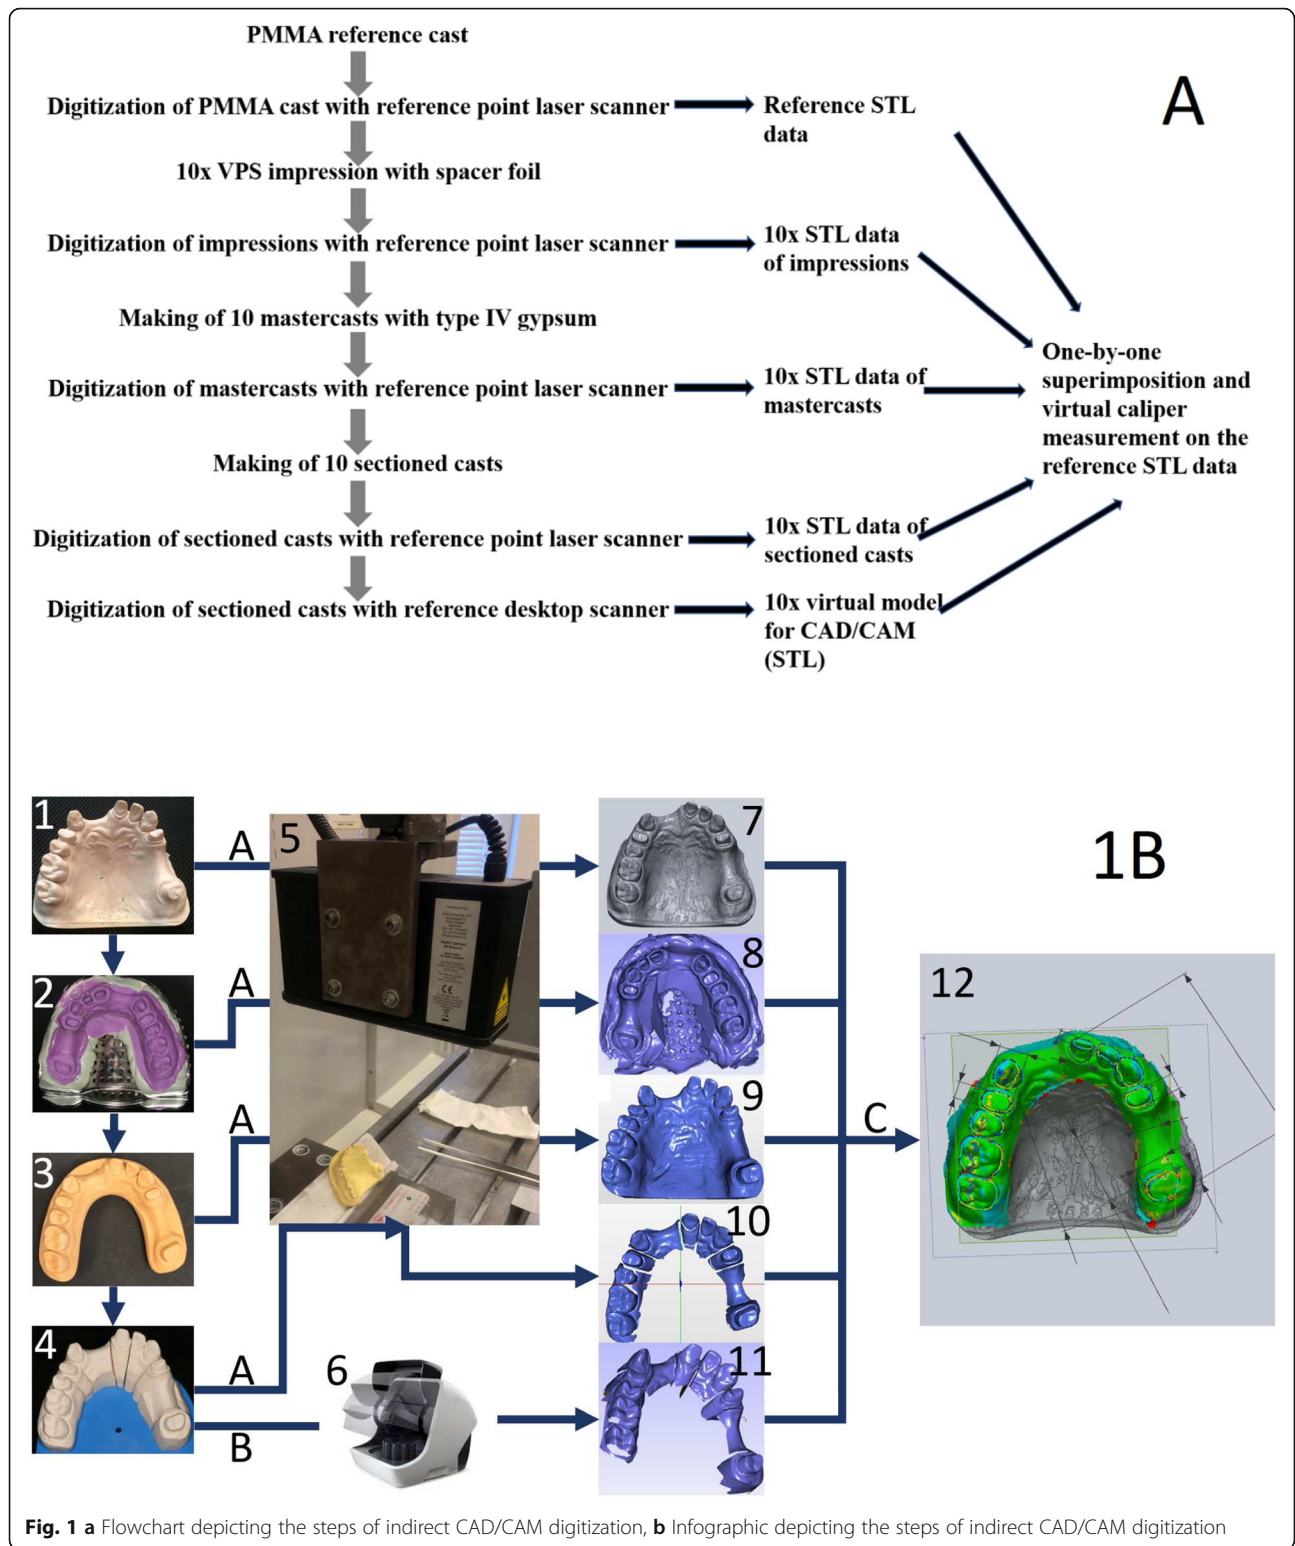 PMMA reference cast
A
Digitization of PMMA cast with reference point laser scanner
Reference STL
data
10x VPS impression with spacer foil
Digitization of impressions with reference point laser scanner
10x STL data
of impressions
Making of 10 mastercasts with type IV gypsum
One-by-one
superimposition and
virtual caliper
measurement on the
reference STL data
Digitization of mastercasts with reference point laser scanner
10x STL data of
mastercasts
Making of 10 sectioned casts
Digitization of sectioned casts with reference point laser scanner
10x STL data of
sectioned casts
Digitization of sectioned casts with reference desktop scanner
10x virtual model
for CAD/CAM
(STL)
1
A
5
7
1B
2
A
8
12
3
A
9
C
10
4
A
B
6
11
Fig. 1 a Flowchart depicting the steps of indirect CAD/CAM digitization, b Infographic depicting the steps of indirect CAD/CAM digitization